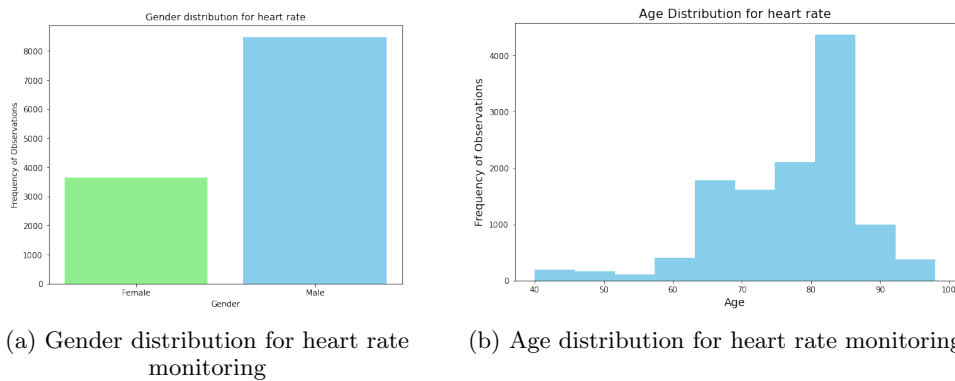 Gender distribution for heart rate
8000
7000
6000
5000
4000
3000
2000
1000
0
Frequency of Observations
Female
Male
Gender
(a) Gender distribution for heart rate
monitoring
Age Distribution for heart rate
4000
3000
2000
1000
0
Frequency of Observations
40
50
60
70
80
90
100
Age
(b) Age distribution for heart rate monitoring